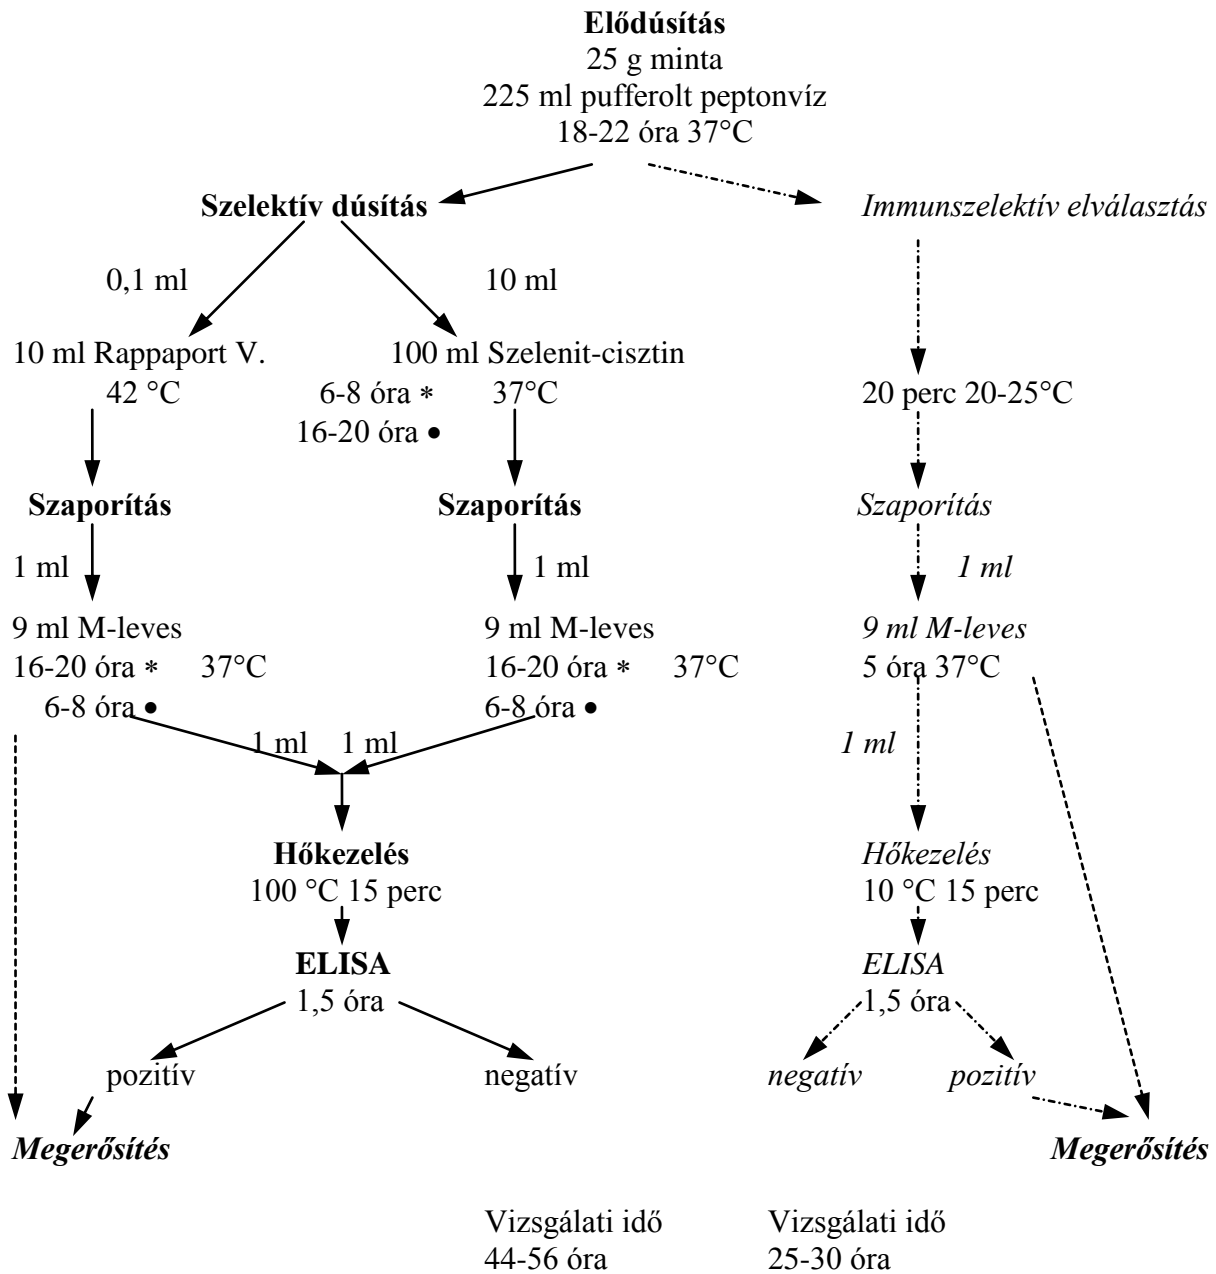 Elődúsítás
25 g minta
225 ml pufferolt peptonvíz
18-22 óra 37°C
Szelektív dúsítás
Immunszelektív elválasztás
0,1 ml
10 ml
10 ml Rappaport V.
100 ml Szelenit-cisztin
42 °C
6-8 óra * 37°C
20 perc 20-25°C
16-20 óra •
Szaporítás
Szaporítás
Szaporítás
1 ml
1 ml
1 ml
9 ml M-leves
9 ml M-leves
9 ml M-leves
16-20 óra * 37°C
16-20 óra * 37°C
5 óra 37°C
6-8 óra •
6-8 óra •
1 ml
1 ml
1 ml
Hőkezelés
Hőkezelés
100 °C 15 perc
10 °C 15 perc
ELISA
ELISA
1,5 óra
1,5 óra
pozitív
negatív
negatív
pozitív
Megerősítés
Megerősítés
Vizsgálati idő
Vizsgálati idő
44-56 óra
25-30 óra